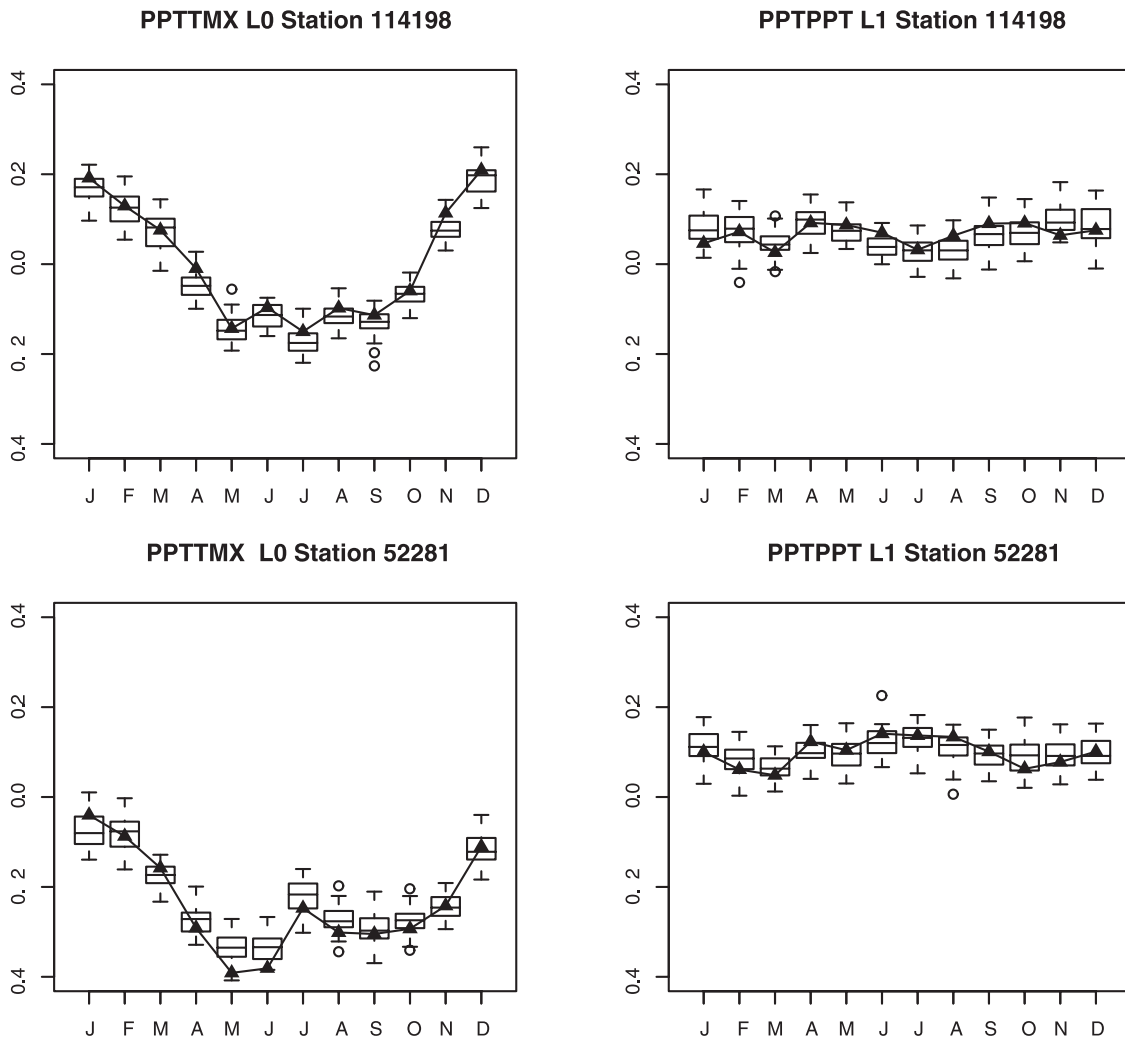 PPTTMX L0 Station 114198
0.4
0.2
0.0
0. 2
0.4
J F M A M J J A S O N D
PPTPPT L1 Station 114198
0.4
0.2
0.0
0. 2
0.4
J F M A M J J A S O N D
PPTTMX L0 Station 52281
0.4
0.2
0.0
0. 2
0.4
J F M A M J J A S O N D
PPTPPT L1 Station 52281
0.4
0.2
0.0
0. 2
0.4
J F M A M J J A S O N D